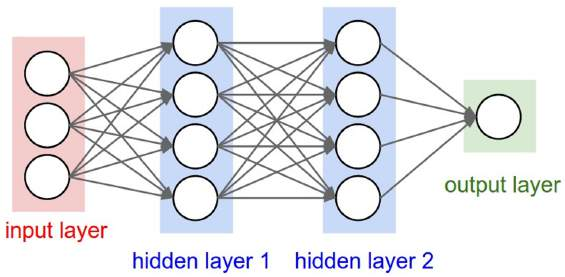 input layer
hidden layer 1
hidden layer 2
output layer